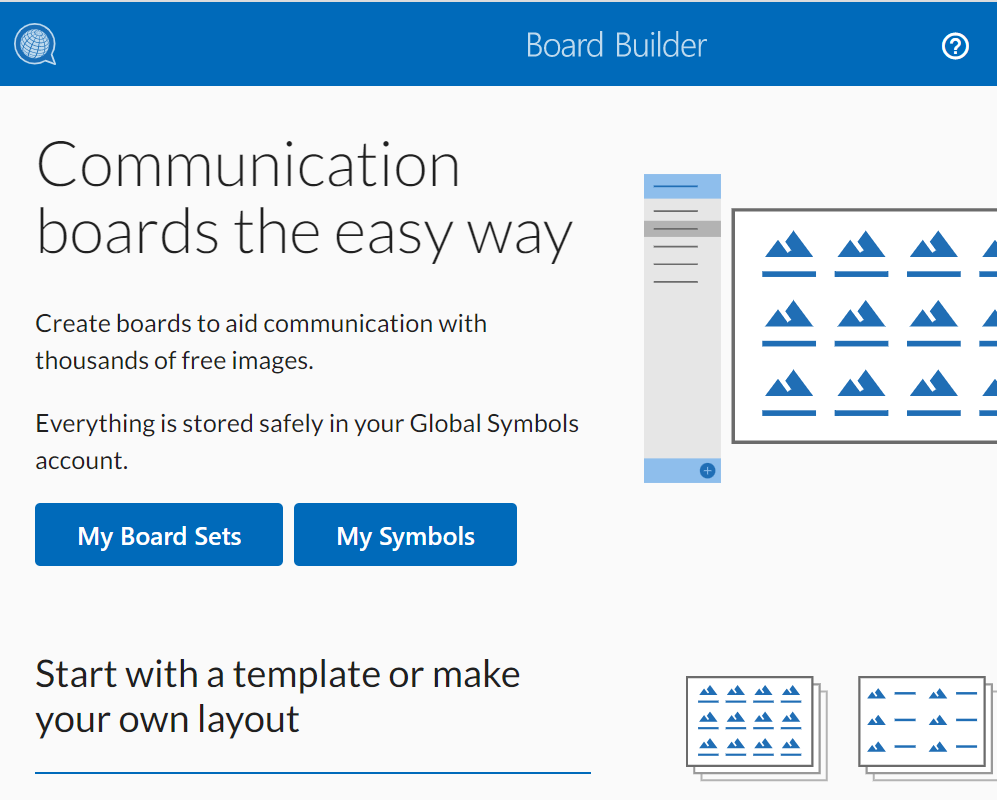 Board Builder
Communication
boards the easy way
Create boards to aid communication with
thousands of free images.
Everything is stored safely in your Global Symbols
account.
My Board Sets
My Symbols
Start with a template or make
your own layout